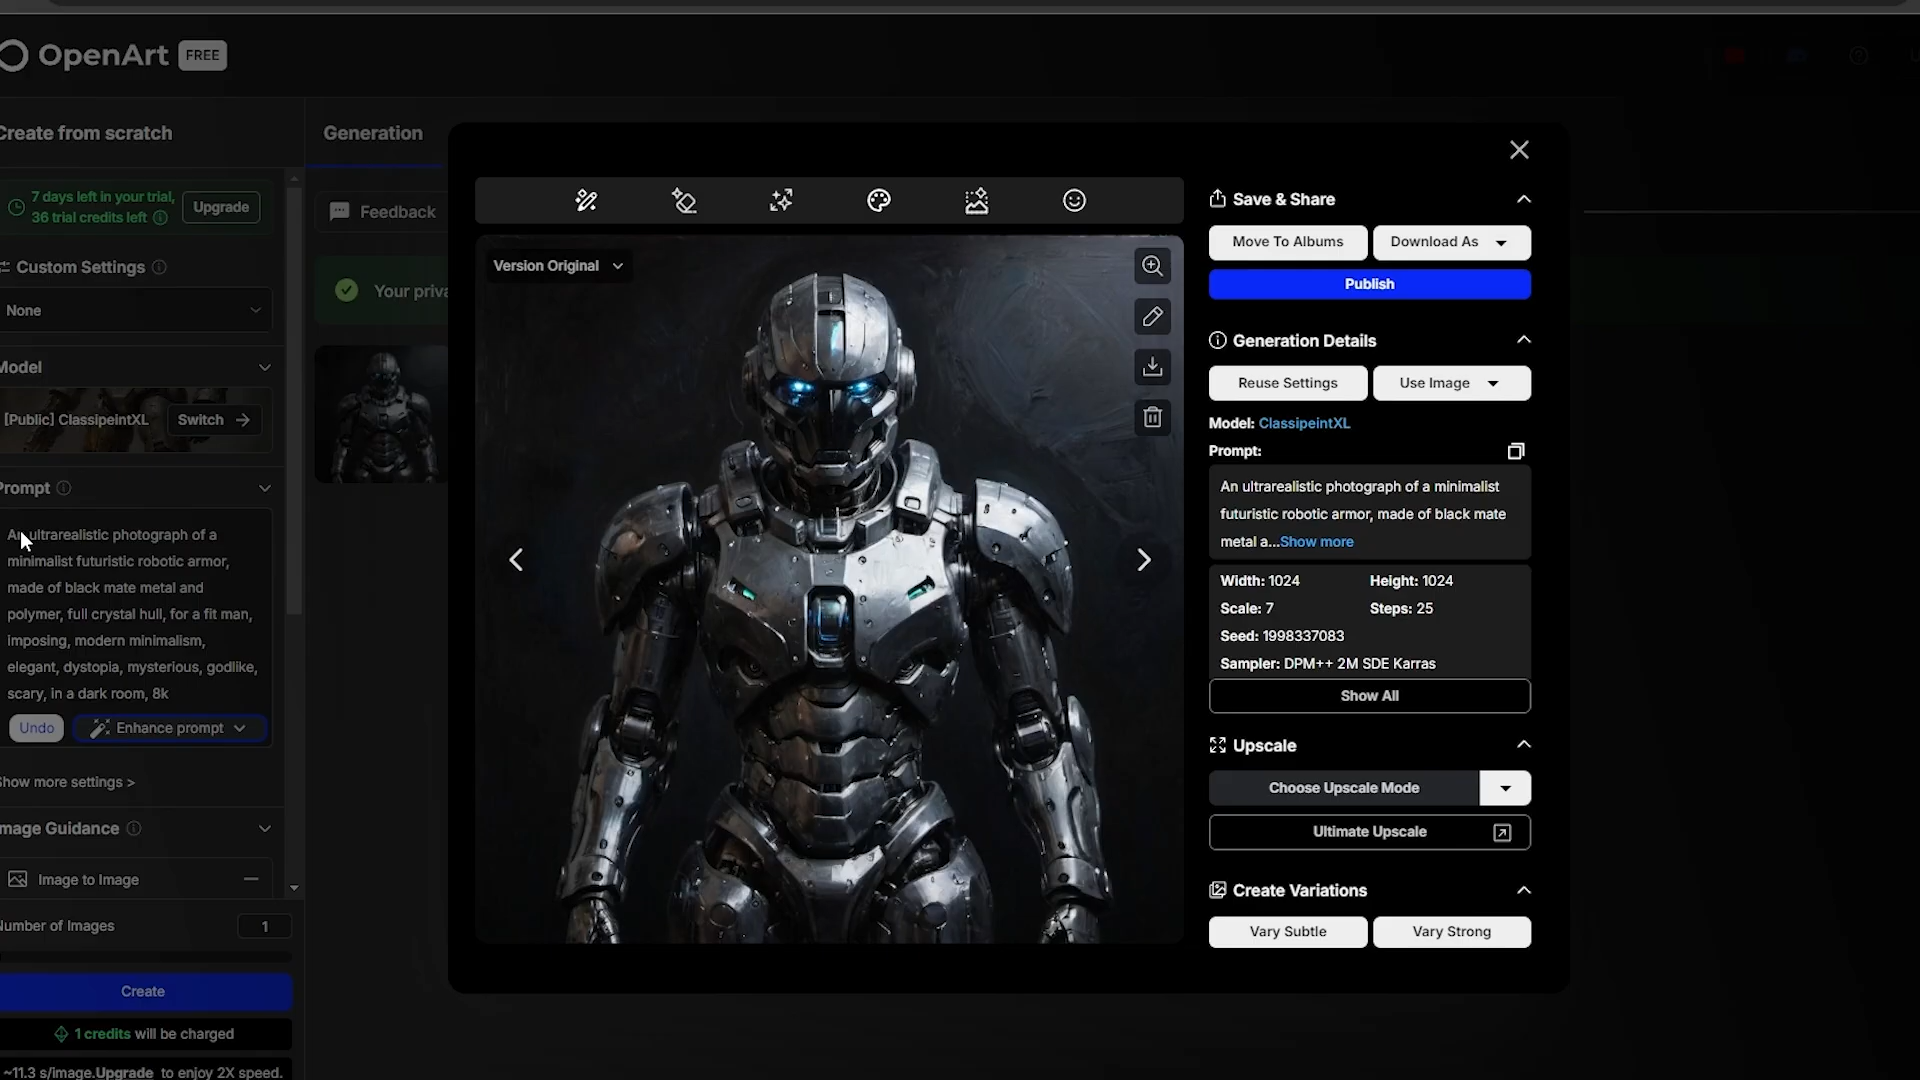 OpenArt FREE
Create from scratch
7 days left in your trial,
36 trial credits left
Upgrade
Custom Settings
None
Model
[Public] ClassipeintXL
Switch
Prompt
An ultrarealistic photograph of a
minimalist futuristic robotic armor,
made of black mate metal and
polymer, full crystal hull, for a fit man,
imposing, modern minimalism,
elegant, dystopia, mysterious, godlike,
scary, in a dark room, 8k
Undo
Enhance prompt
Show more settings >
Image Guidance
Image to Image
Number of Images
1
Create
1 credits will be charged
~11.3 s/image. Upgrade to enjoy 2X speed.
Generation
Feedback
Your priva
Version Original
Save & Share
Move To Albums
Download As
Publish
Generation Details
Reuse Settings
Use Image
Model: ClassipeintXL
Prompt:
An ultrarealistic photograph of a minimalist
futuristic robotic armor, made of black mate
metal a...Show more
Width: 1024
Height: 1024
Scale: 7
Steps: 25
Seed: 1998337083
Sampler: DPM++ 2M SDE Karras
Show All
Upscale
Choose Upscale Mode
Ultimate Upscale
Create Variations
Vary Subtle
Vary Strong